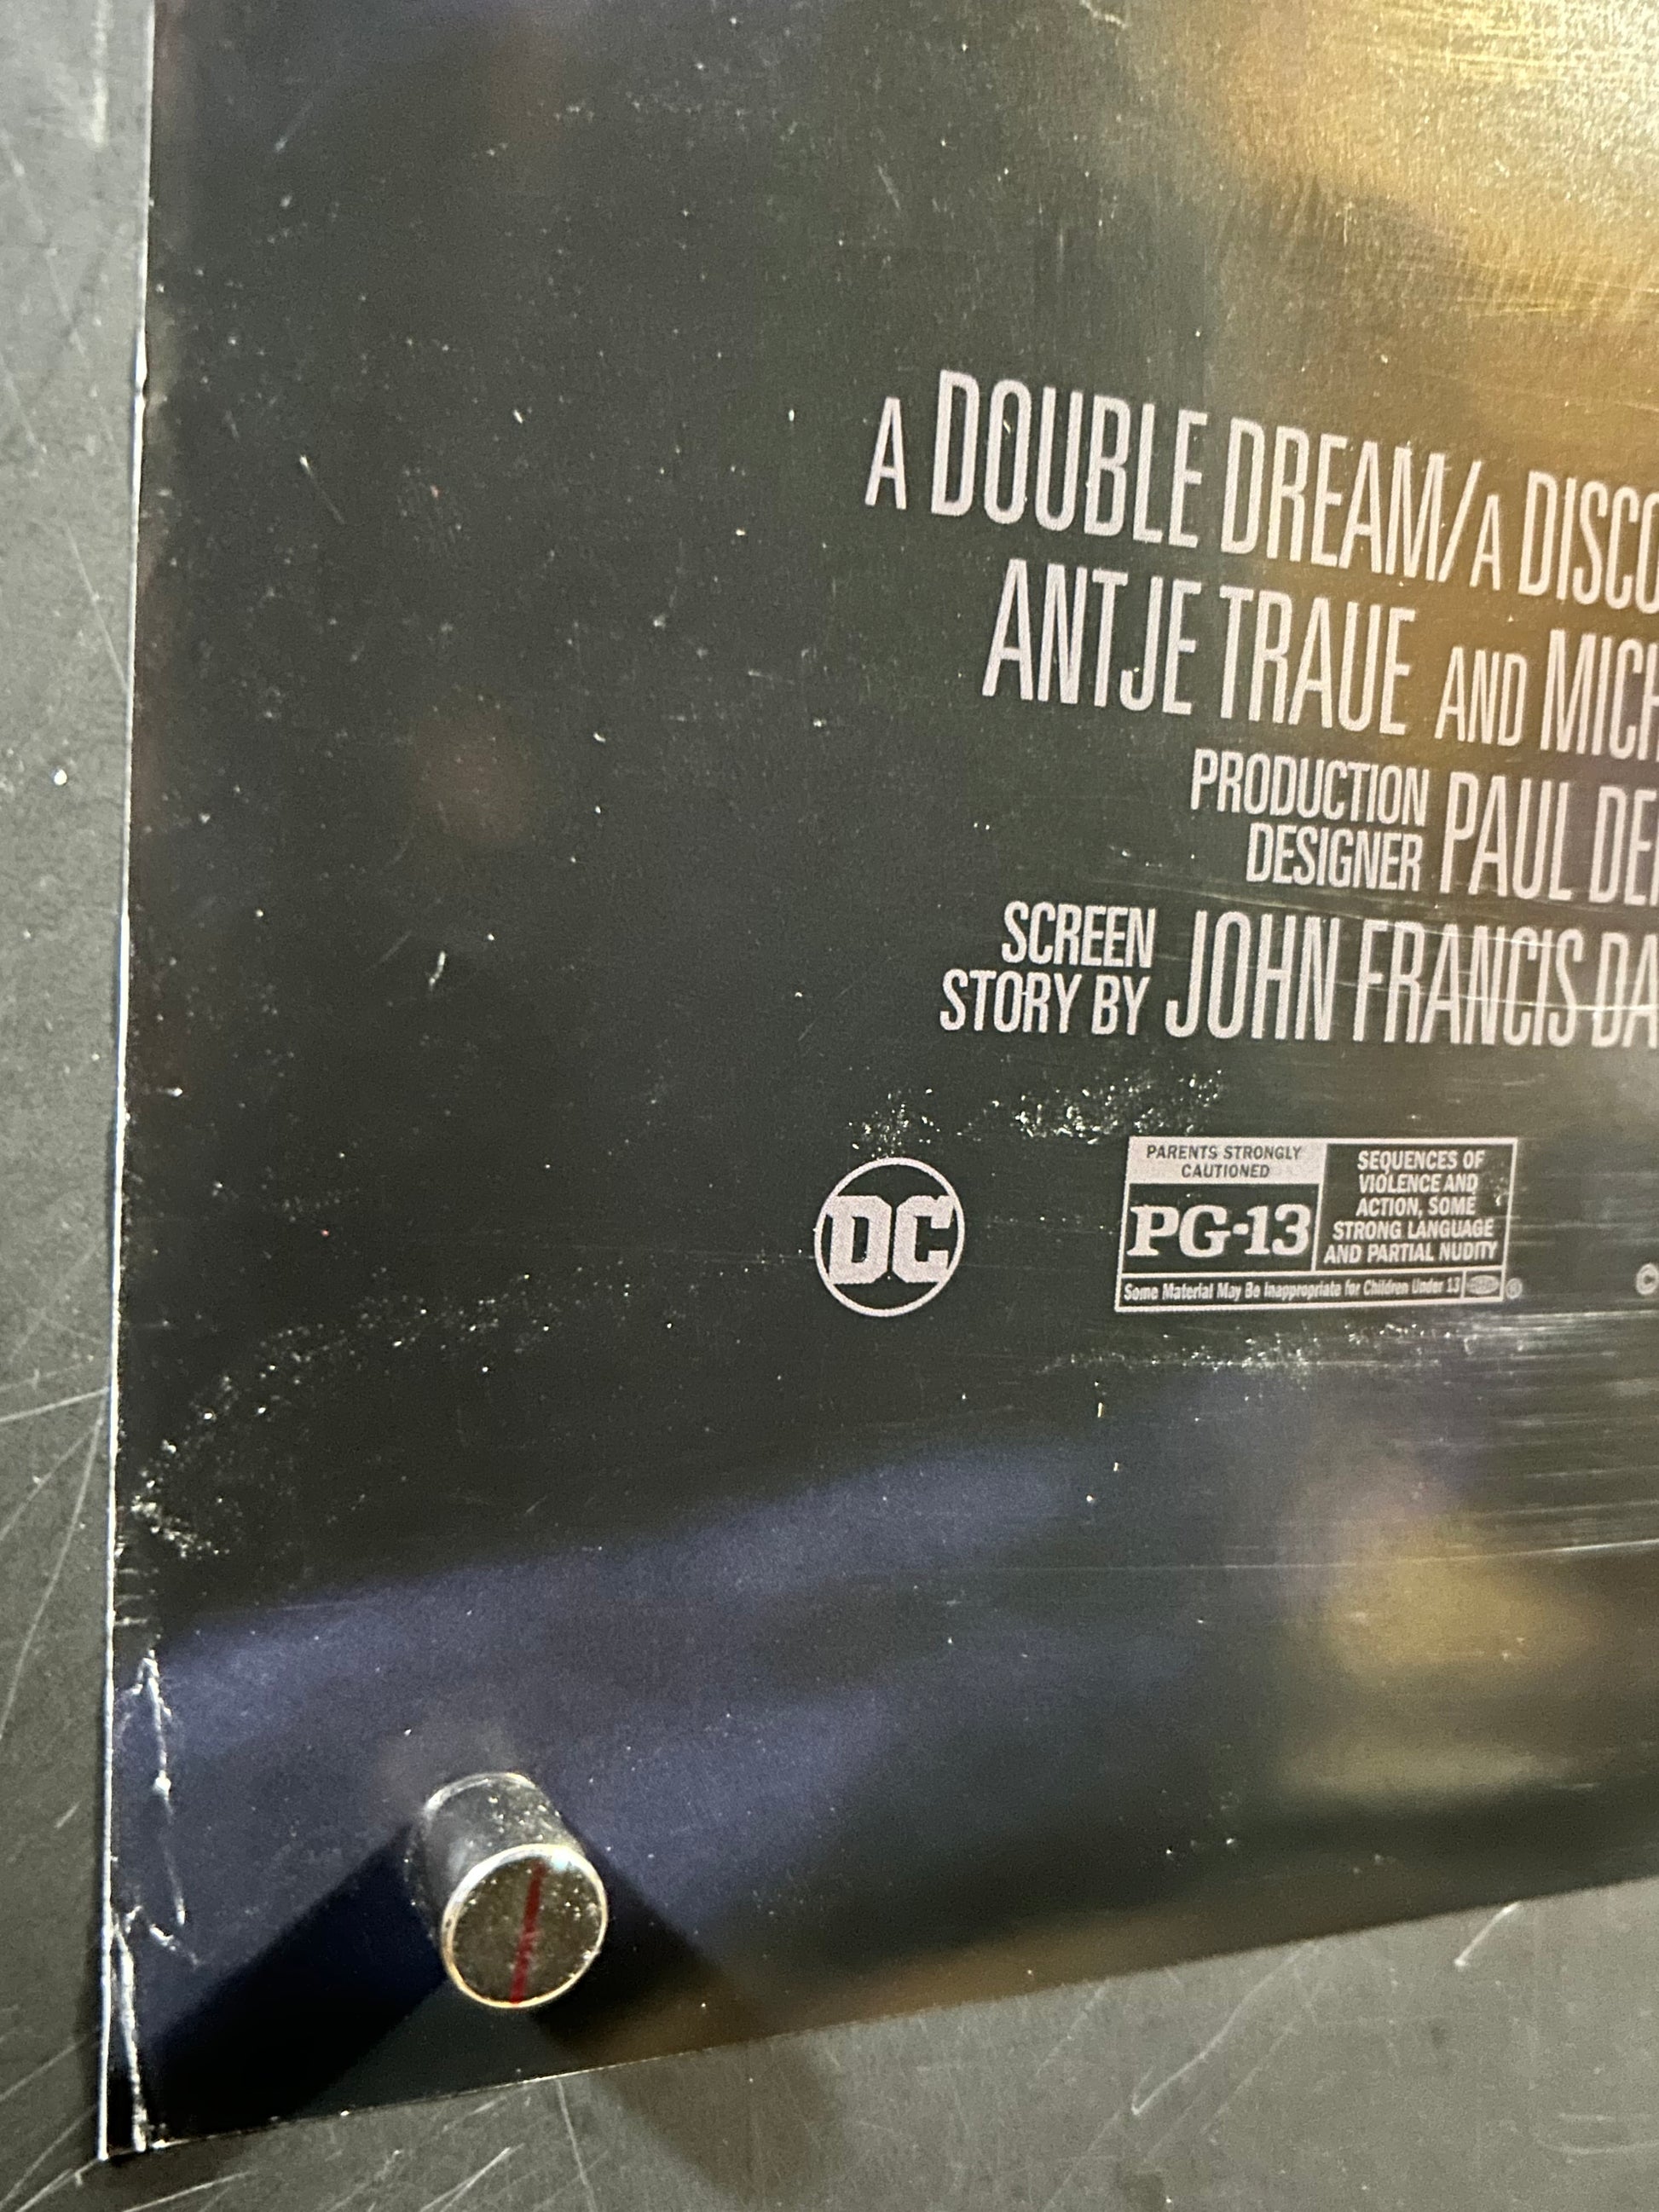 A DOUBLE DREAM/A DISCO
ANTJE TRAUE AND MICH
PRODUCTION
DESIGNER PAUL DE
SCREEN
STORY BY JOHN FRANCIS DA
DC
PARENTS STRONGLY
CAUTIONED
PG-13
SEQUENCES OF
VIOLENCE AND
ACTION, SOME
STRONG LANGUAGE
AND PARTIAL NUDITY
Some Material May Be Inappropriate for Children Under 13
®
©